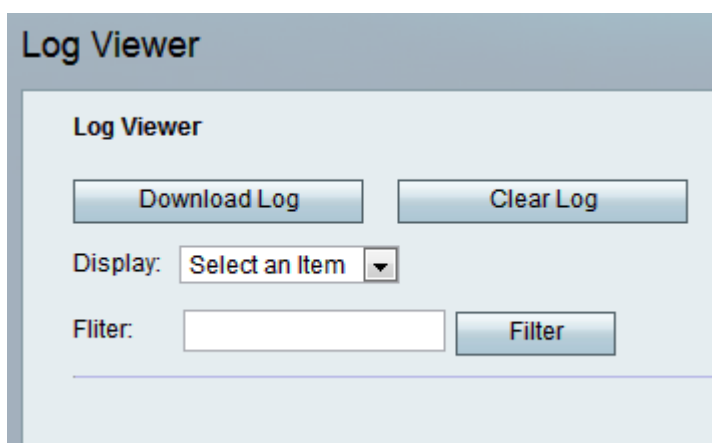 Log Viewer
Log Viewer
Download Log Clear Log
Display: Select an Item
Fliter: Filter